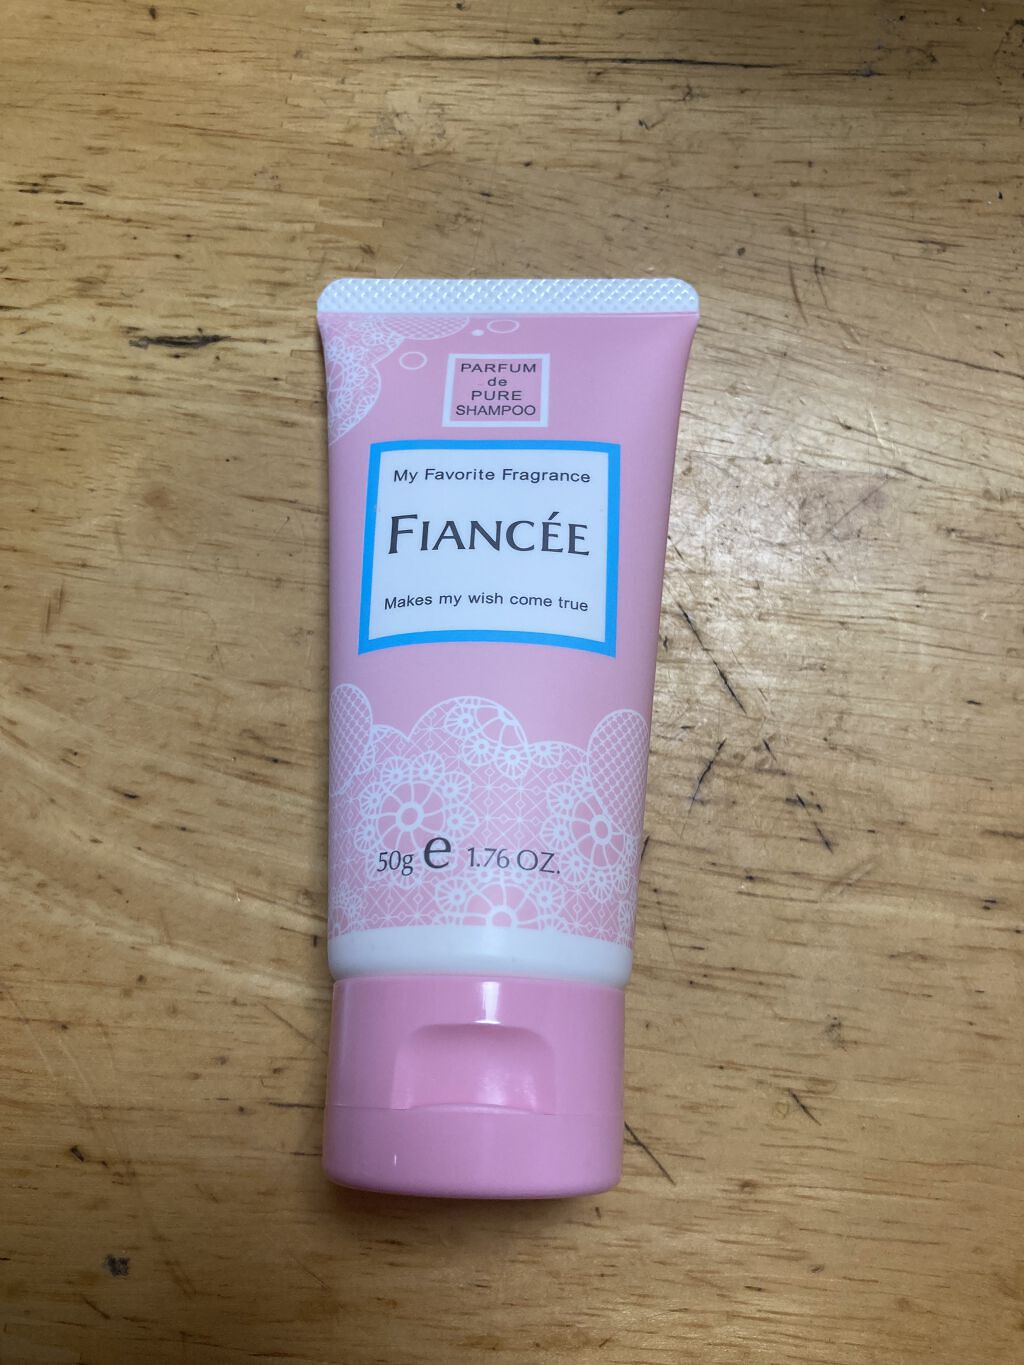 PARFUM
de
PURE
SHAMPOO
My Favorite Fragrance
FIANCÉE
Makes my wish come true
50g e 1.76 OZ.